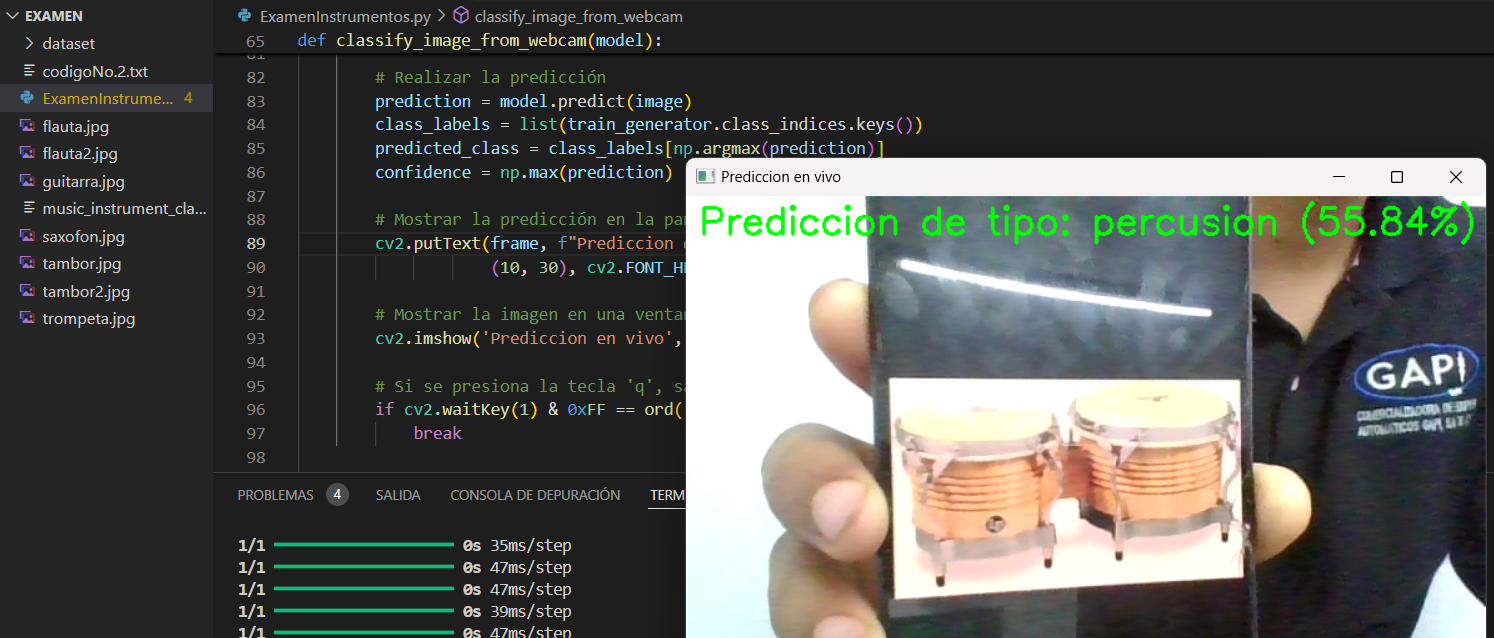 EXAMEN
dataset
codigoNo.2.txt
ExamenInstrume... 4
flauta.jpg
flauta2.jpg
guitarra.jpg
music_instrument_cla...
saxofon.jpg
tambor.jpg
tambor2.jpg
trompeta.jpg
ExamenInstrumentos.py > classify_image_from_webcam
65 def classify_image_from_webcam(model):
81
82 # Realizar la predicción
83 prediction = model.predict(image)
84 class_labels = list(train_generator.class_indices.keys())
85 predicted_class = class_labels[np.argmax(prediction)]
86 confidence = np.max(prediction)
87
88 # Mostrar la predicción en la pan
89 cv2.putText(frame, f"Prediccion d
90 (10, 30), cv2.FONT_HE
91
92 # Mostrar la imagen en una ventan
93 cv2.imshow('Prediccion en vivo',
94
95 # Si se presiona la tecla 'q', sa
96 if cv2.waitKey(1) & 0xFF == ord(
97 break
98
PROBLEMAS 4 SALIDA CONSOLA DE DEPURACIÓN TERM
1/1 0s 35ms/step
1/1 0s 47ms/step
1/1 0s 47ms/step
1/1 0s 39ms/step
1/1 0s 47ms/step
Prediccion en vivo
Prediccion de tipo: percusion (55.84%)
GAPI